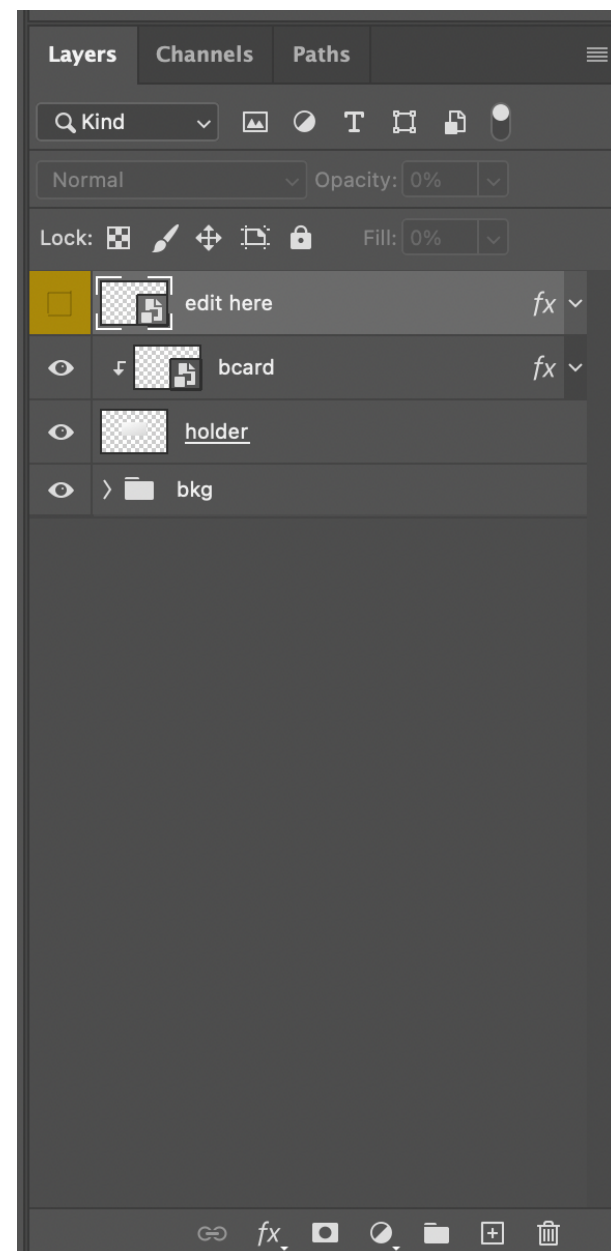 Layers Channels Paths
Kind T
Normal Opacity: 0%
Lock: Fill: 0%
edit here fx
bcard fx
holder
bkg
fx